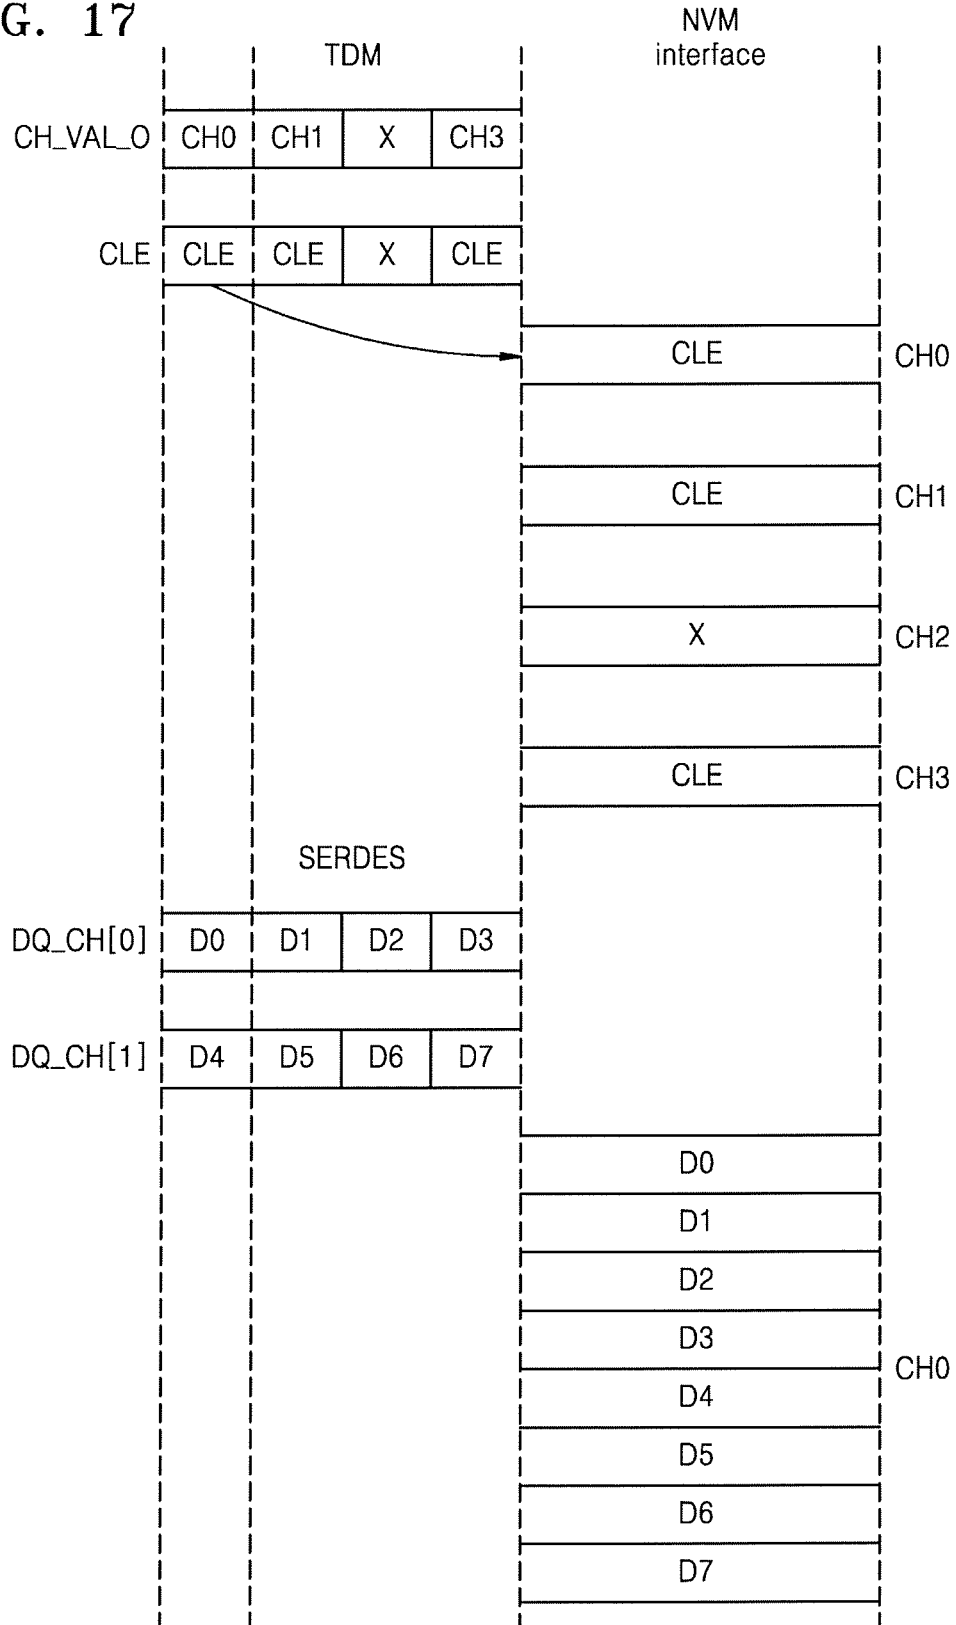 G. 17
TDM
NVM
interface
CH_VAL_O CH0 CH1 X CH3
CLE CLE CLE X CLE
CLE CH0
CLE CH1
X CH2
CLE CH3
SERDES
DQ_CH[0] D0 D1 D2 D3
DQ_CH[1] D4 D5 D6 D7
D0
D1
D2
D3
CH0
D4
D5
D6
D7